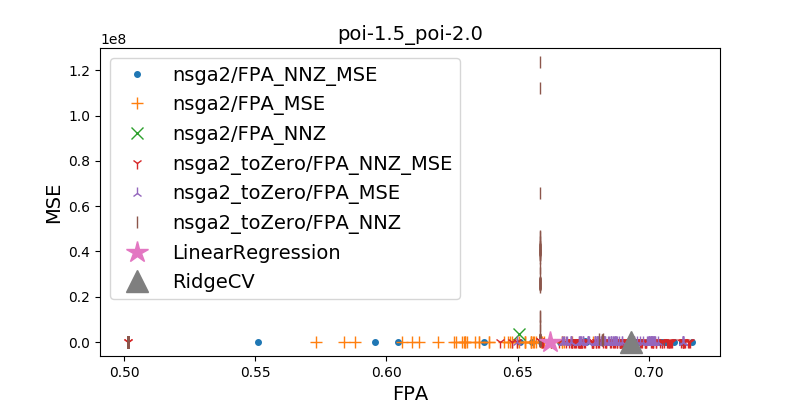 poi-1.5_poi-2.0
1e8
1.2
1.0
0.8
0.6
0.4
0.2
0.0
MSE
nsga2/FPA_NNZ_MSE
nsga2/FPA_MSE
nsga2/FPA_NNZ
nsga2_toZero/FPA_NNZ_MSE
nsga2_toZero/FPA_MSE
nsga2_toZero/FPA_NNZ
LinearRegression
RidgeCV
0.50 0.55 0.60 0.65 0.70
FPA